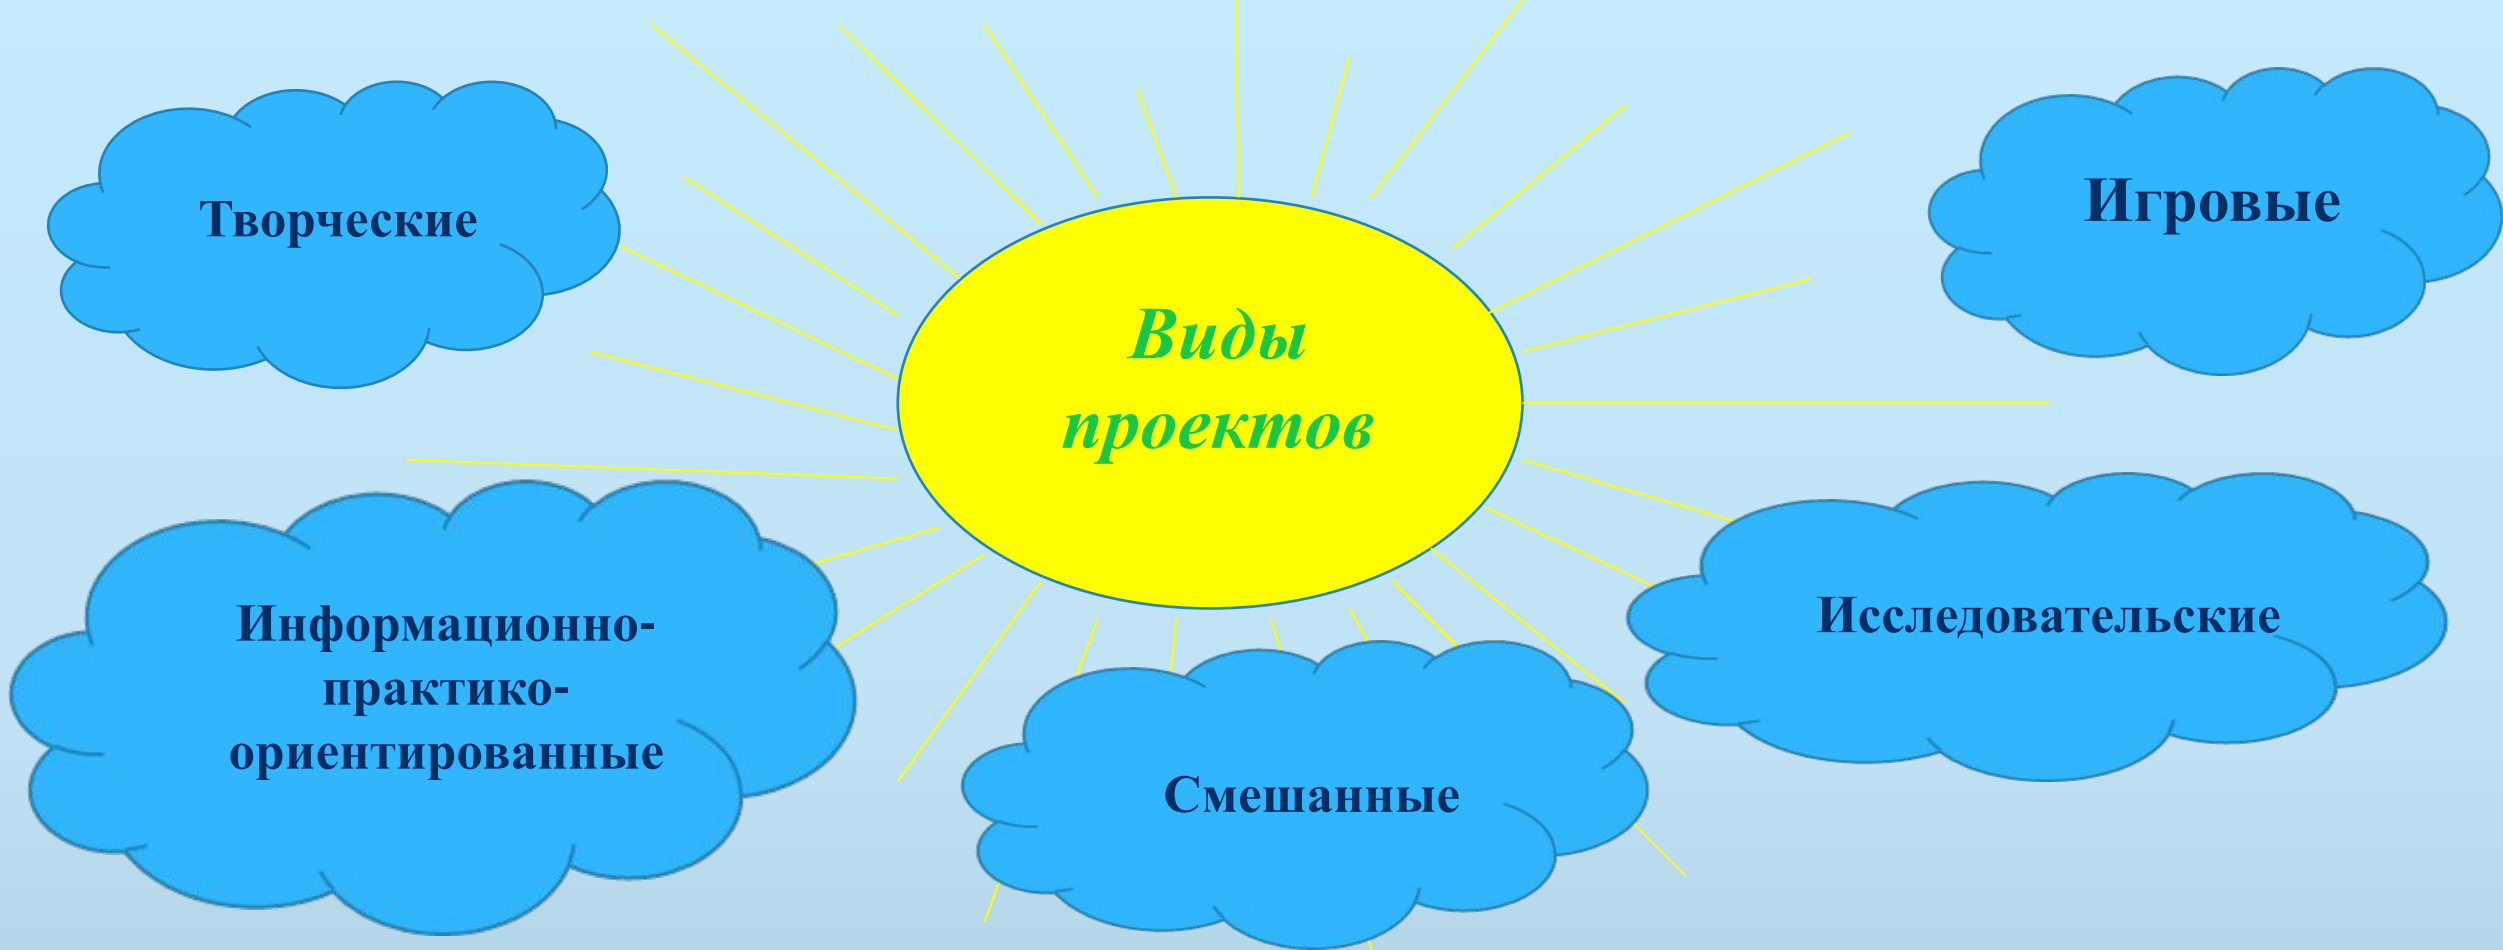 Творческие
Игровые
Виды
проектов
Информационно-
практико-
ориентированные
Исследовательские
Смешанные